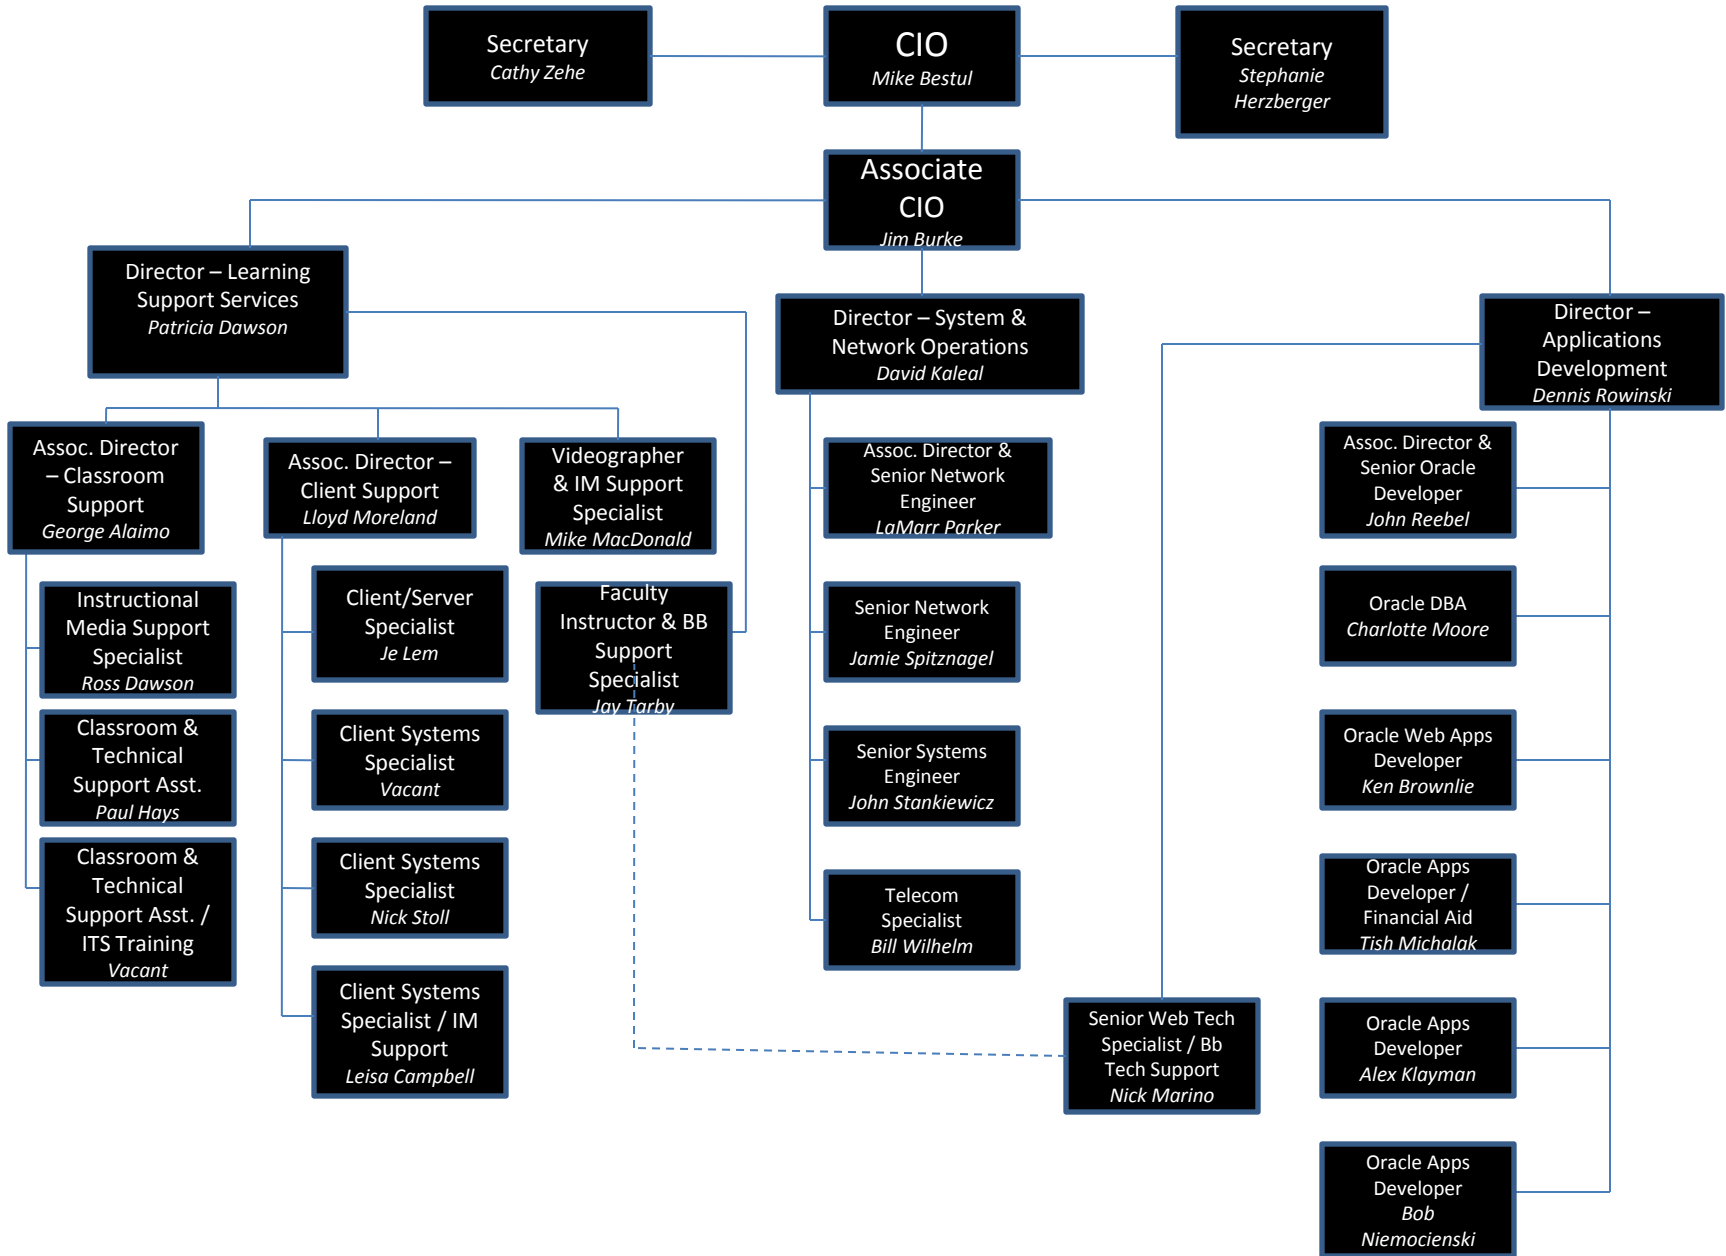 Secretary
Cathy Zehe
CIO
Mike Bestul
Secretary
Stephanie
Herzberger
Associate
CIO
Jim Burke
Director – Learning
Support Services
Patricia Dawson
Director – System &
Network Operations
David Kaleal
Director –
Applications
Development
Dennis Rowinski
Assoc. Director
– Classroom
Support
George Alaimo
Instructional
Media Support
Specialist
Ross Dawson
Classroom &
Technical
Support Asst.
Paul Hays
Classroom &
Technical
Support Asst. /
ITS Training
Vacant
Assoc. Director –
Client Support
Lloyd Moreland
Client/Server
Specialist
Je Lem
Client Systems
Specialist
Vacant
Client Systems
Specialist
Nick Stoll
Client Systems
Specialist / IM
Support
Leisa Campbell
Videographer
& IM Support
Specialist
Mike MacDonald
Faculty
Instructor & BB
Support
Specialist
Jay Tarby
Assoc. Director &
Senior Network
Engineer
LaMarr Parker
Senior Network
Engineer
Jamie Spitznagel
Senior Systems
Engineer
John Stankiewicz
Telecom
Specialist
Bill Wilhelm
Senior Web Tech
Specialist / Bb
Tech Support
Nick Marino
Assoc. Director &
Senior Oracle
Developer
John Reebel
Oracle DBA
Charlotte Moore
Oracle Web Apps
Developer
Ken Brownlie
Oracle Apps
Developer /
Financial Aid
Tish Michalak
Oracle Apps
Developer
Alex Klayman
Oracle Apps
Developer
Bob
Niemocienski